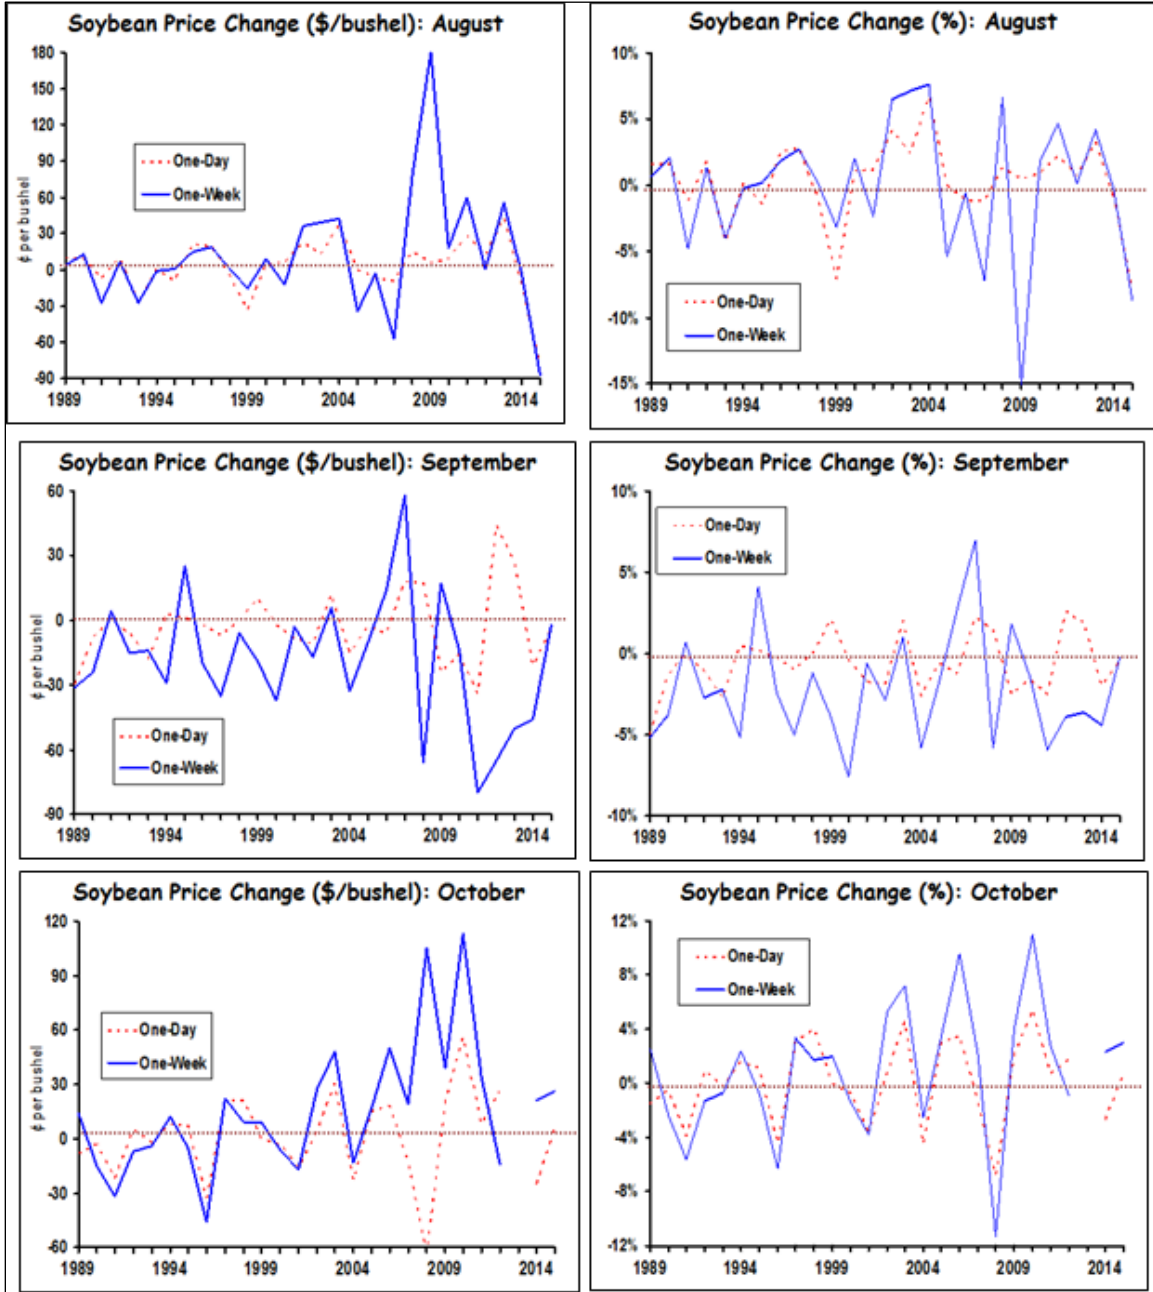 Soybean Price Change ($/bushel): August
180
150
120
90
60
30
0
-30
-60
-90
¢ per bushel
One-Day
One-Week
1989 1994 1999 2004 2009 2014
Soybean Price Change (%): August
10%
5%
0%
-5%
-10%
-15%
One-Day
One-Week
1989 1994 1999 2004 2009 2014
Soybean Price Change ($/bushel): September
60
30
0
-30
-60
-90
¢ per bushel
One-Day
One-Week
1989 1994 1999 2004 2009 2014
Soybean Price Change (%): September
10%
5%
0%
-5%
-10%
One-Day
One-Week
1989 1994 1999 2004 2009 2014
Soybean Price Change ($/bushel): October
120
90
60
30
0
-30
-60
¢ per bushel
One-Day
One-Week
1989 1994 1999 2004 2009 2014
Soybean Price Change (%): October
12%
8%
4%
0%
-4%
-8%
-12%
One-Day
One-Week
1989 1994 1999 2004 2009 2014